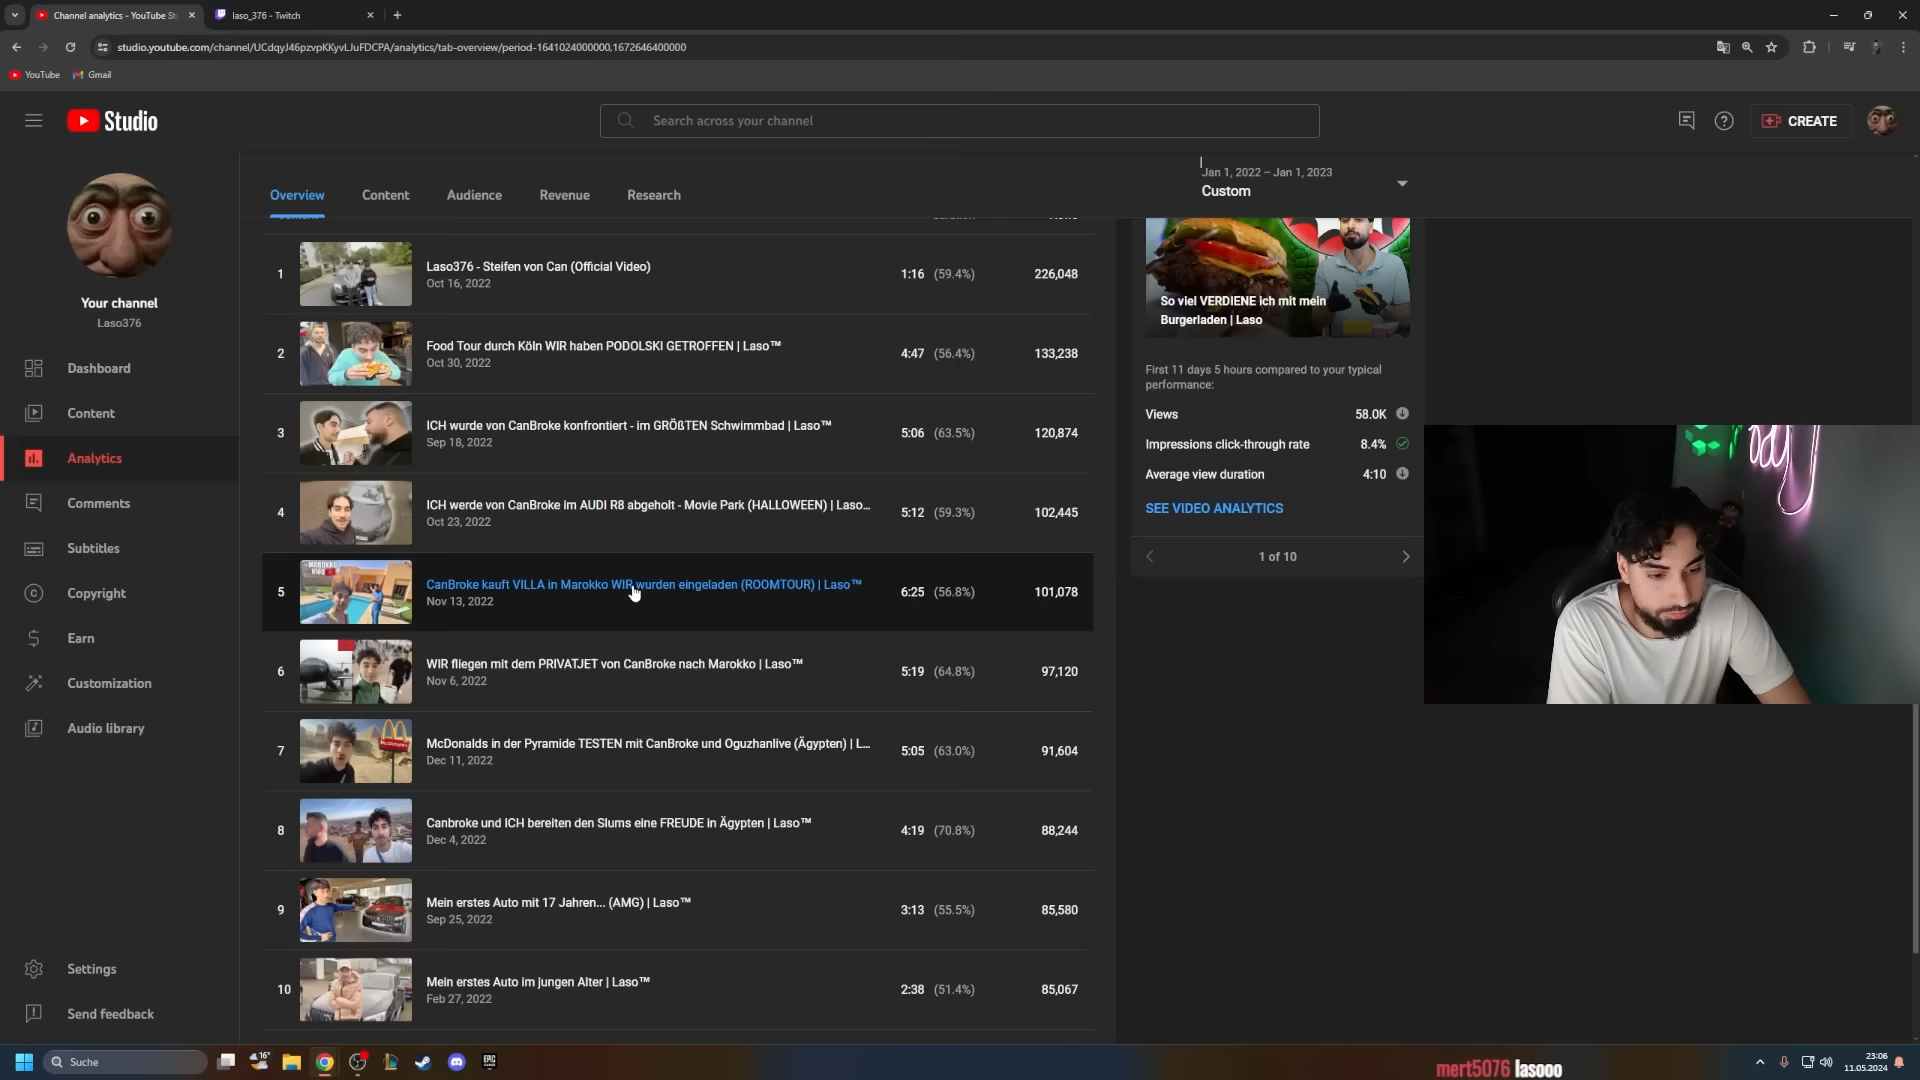 Channel analytics - YouTube St
laso_376 - Twitch
studio.youtube.com/channel/UCdqyJ46pzvpKKyvLJuFDCPA/analytics/tab-overview/period-1641024000000,1672646400000
YouTube
Gmail
Studio
Search across your channel
CREATE
Your channel
Laso376
Dashboard
Content
Analytics
Comments
Subtitles
Copyright
Earn
Customization
Audio library
Settings
Send feedback
Overview
Content
Audience
Revenue
Research
Jan 1, 2022 – Jan 1, 2023
Custom
1
Laso376 - Steifen von Can (Official Video)
Oct 16, 2022
1:16 (59.4%) 226,048
2
Food Tour durch Köln WIR haben PODOLSKI GETROFFEN | Laso™
Oct 30, 2022
4:47 (56.4%) 133,238
3
ICH wurde von CanBroke konfrontiert - im GRÖßTEN Schwimmbad | Laso™
Sep 18, 2022
5:06 (63.5%) 120,874
4
ICH werde von CanBroke im AUDI R8 abgeholt - Movie Park (HALLOWEEN) | Laso...
Oct 23, 2022
5:12 (59.3%) 102,445
5
MAROKKO
CanBroke kauft VILLA in Marokko WIR wurden eingeladen (ROOMTOUR) | Laso™
Nov 13, 2022
6:25 (56.8%) 101,078
6
WIR fliegen mit dem PRIVATJET von CanBroke nach Marokko | Laso™
Nov 6, 2022
5:19 (64.8%) 97,120
7
McDonalds in der Pyramide TESTEN mit CanBroke und Oguzhanlive (Ägypten) | L...
Dec 11, 2022
5:05 (63.0%) 91,604
8
Canbroke und ICH bereiten den Slums eine FREUDE in Ägypten | Laso™
Dec 4, 2022
4:19 (70.8%) 88,244
9
Mein erstes Auto mit 17 Jahren... (AMG) | Laso™
Sep 25, 2022
3:13 (55.5%) 85,580
10
Mein erstes Auto im jungen Alter | Laso™
Feb 27, 2022
2:38 (51.4%) 85,067
So viel VERDIENE ich mit mein
Burgerladen | Laso
First 11 days 5 hours compared to your typical
performance:
Views 58.0K
Impressions click-through rate 8.4%
Average view duration 4:10
SEE VIDEO ANALYTICS
1 of 10
Suche
16°
EPIC
mert5076 lasooo
23:06
11.05.2024